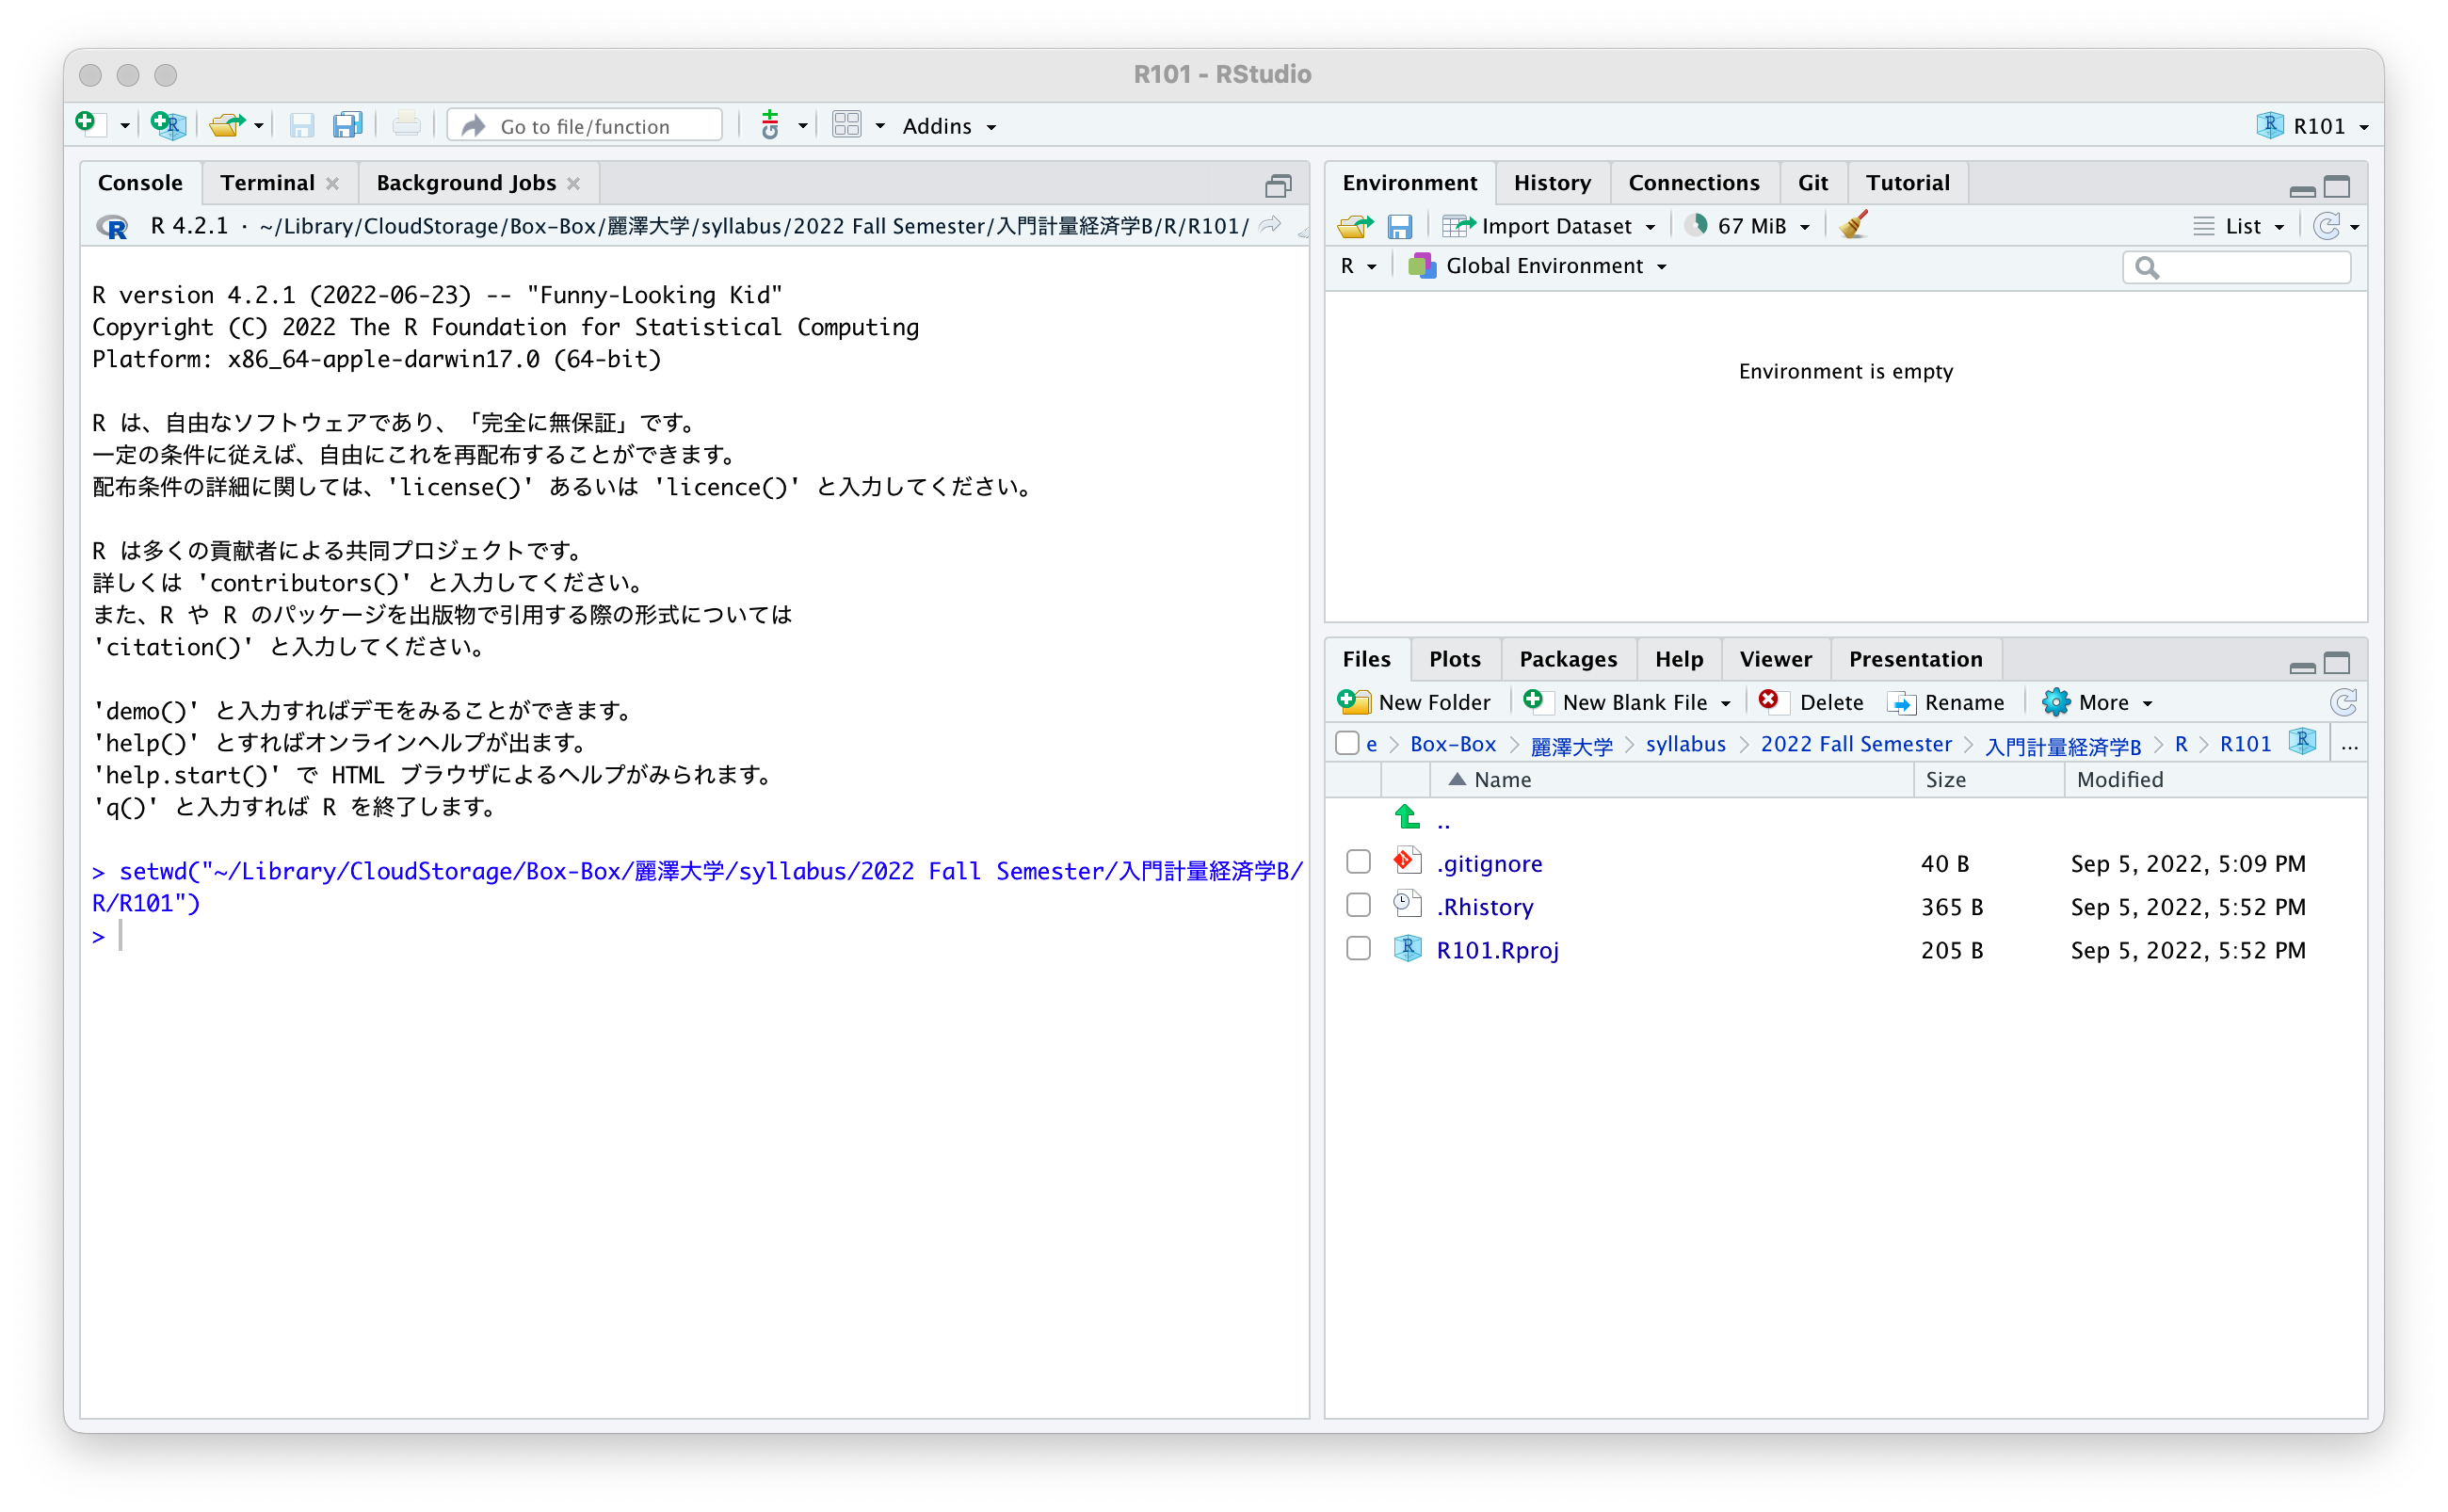 R101 - RStudio
Go to file/function
Addins
R101
Console
Terminal
Background Jobs
R 4.2.1 · ~/Library/CloudStorage/Box-Box/麗澤大学/syllabus/2022 Fall Semester/入門計量経済学B/R/R101/
R version 4.2.1 (2022-06-23) -- "Funny-Looking Kid"
Copyright (C) 2022 The R Foundation for Statistical Computing
Platform: x86_64-apple-darwin17.0 (64-bit)
R は、自由なソフトウェアであり、「完全に無保証」です。
一定の条件に従えば、自由にこれを再配布することができます。
配布条件の詳細に関しては、'license()' あるいは 'licence()' と入力してください。
R は多くの貢献者による共同プロジェクトです。
詳しくは 'contributors()' と入力してください。
また、R や R のパッケージを出版物で引用する際の形式については
'citation()' と入力してください。
'demo()' と入力すればデモをみることができます。
'help()' とすればオンラインヘルプが出ます。
'help.start()' で HTML ブラウザによるヘルプがみられます。
'q()' と入力すれば R を終了します。
> setwd("~/Library/CloudStorage/Box-Box/麗澤大学/syllabus/2022 Fall Semester/入門計量経済学B/
R/R101")
>
Environment
History
Connections
Git
Tutorial
Import Dataset
67 MiB
List
R
Global Environment
Environment is empty
Files
Plots
Packages
Help
Viewer
Presentation
New Folder
New Blank File
Delete
Rename
More
e > Box-Box > 麗澤大学 > syllabus > 2022 Fall Semester > 入門計量経済学B > R > R101 ...
Name Size Modified
..
.gitignore 40 B Sep 5, 2022, 5:09 PM
.Rhistory 365 B Sep 5, 2022, 5:52 PM
R101.Rproj 205 B Sep 5, 2022, 5:52 PM